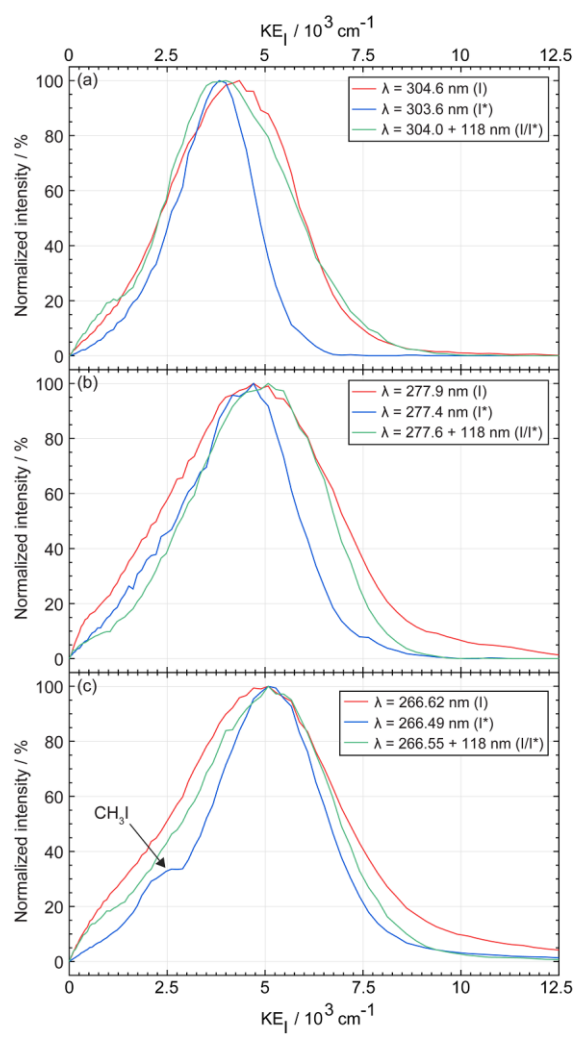 KE_I / 10³ cm⁻¹
0 2.5 5 7.5 10.0 12.5
(a)
λ = 304.6 nm (I)
λ = 303.6 nm (I*)
λ = 304.0 + 118 nm (I/I*)
Normalized intensity / %
100
80
60
40
20
0
(b)
λ = 277.9 nm (I)
λ = 277.4 nm (I*)
λ = 277.6 + 118 nm (I/I*)
Normalized intensity / %
100
80
60
40
20
0
(c)
λ = 266.62 nm (I)
λ = 266.49 nm (I*)
λ = 266.55 + 118 nm (I/I*)
CH₃I
Normalized intensity / %
100
80
60
40
20
0
0 2.5 5 7.5 10.0 12.5
KE_I / 10³ cm⁻¹